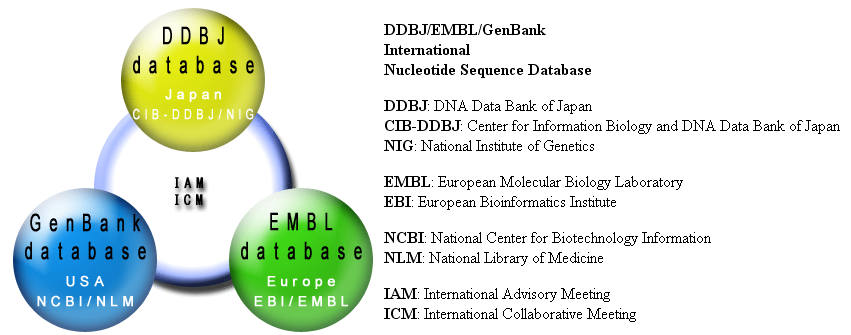 DDBJ
database
Japan
CIB-DDBJ/NIG
IAM
ICM
GenBank
database
USA
NCBI/NLM
EMBL
database
Europe
EBI/EMBL
DDBJ/EMBL/GenBank
International
Nucleotide Sequence Database
DDBJ: DNA Data Bank of Japan
CIB-DDBJ: Center for Information Biology and DNA Data Bank of Japan
NIG: National Institute of Genetics
EMBL: European Molecular Biology Laboratory
EBI: European Bioinformatics Institute
NCBI: National Center for Biotechnology Information
NLM: National Library of Medicine
IAM: International Advisory Meeting
ICM: International Collaborative Meeting